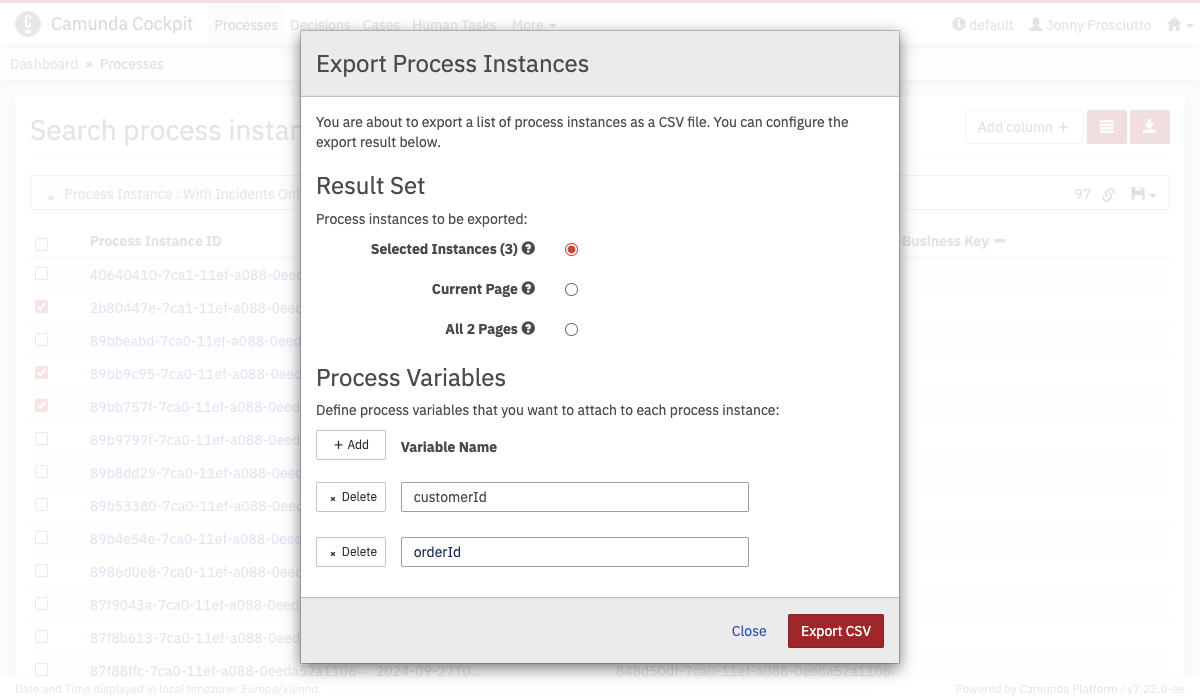 Camunda Cockpit Processes Decisions Cases Human Tasks More default Jonny Prosciutto
Dashboard » Processes
Export Process Instances
You are about to export a list of process instances as a CSV file. You can configure the
export result below.
Search process instan
Add column +
Result Set
Process Instance : With Incidents Onl
97
Process instances to be exported:
Process Instance ID
Business Key
Selected Instances (3)
40640410-7ca1-11ef-a088-0eed
Current Page
2b80447e-7ca1-11ef-a088-0eed
All 2 Pages
89bbeabd-7ca0-11ef-a088-0eed
89bb9c95-7ca0-11ef-a088-0eed
Process Variables
89bb757f-7ca0-11ef-a088-0eed
Define process variables that you want to attach to each process instance:
89b9797f-7ca0-11ef-a088-0eed
+ Add Variable Name
89b8dd29-7ca0-11ef-a088-0eed
× Delete customerId
89b53380-7ca0-11ef-a088-0eed
89b4e54e-7ca0-11ef-a088-0eed
× Delete orderId
8986d0e8-7ca0-11ef-a088-0eed
87f9043a-7ca0-11ef-a088-0eed
87f8b613-7ca0-11ef-a088-0eed
Close Export CSV
87f88ffc-7ca0-11ef-a088-0eeda52a1106... 2024-09-27T0... 848d50df-7ca0-11ef-a088-0eeda52a1106...
Date and Time displayed in local timezone: Europe/Vienna
Powered by Camunda Platform / v7.22.0-ee